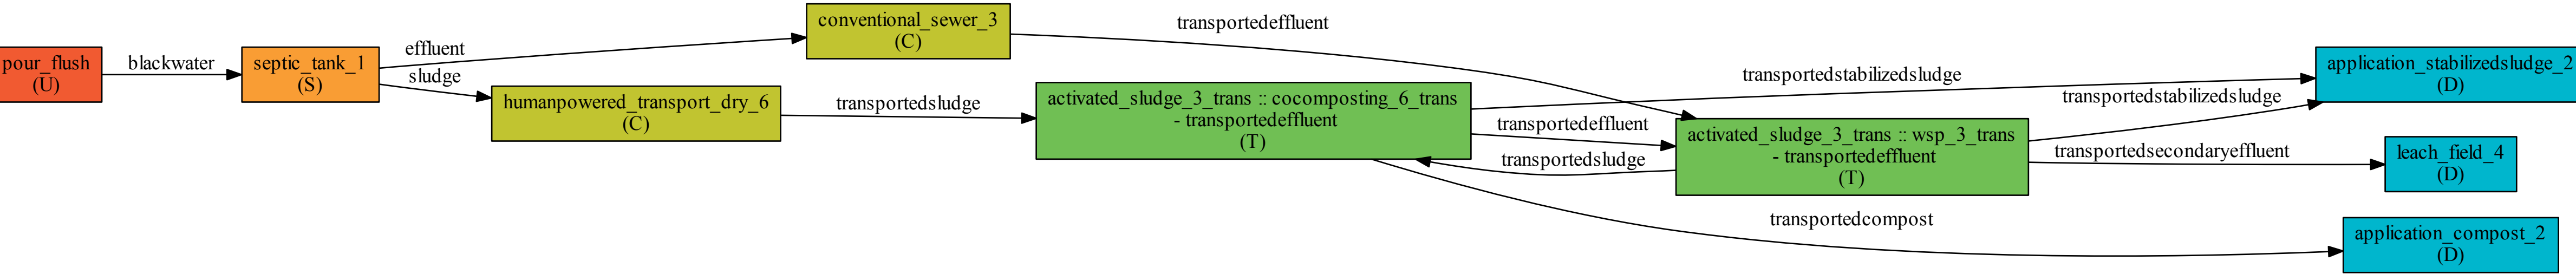 pour_flush
(U)
blackwater
septic_tank_1
(S)
effluent
sludge
conventional_sewer_3
(C)
humanpowered_transport_dry_6
(C)
transportedeffluent
transportedsludge
activated_sludge_3_trans :: cocomposting_6_trans
- transportedeffluent
(T)
transportedstabilizedsludge
transportedeffluent
transportedsludge
activated_sludge_3_trans :: wsp_3_trans
- transportedeffluent
(T)
transportedstabilizedsludge
transportedsecondaryeffluent
transportedcompost
application_stabilizedsludge_2
(D)
leach_field_4
(D)
application_compost_2
(D)